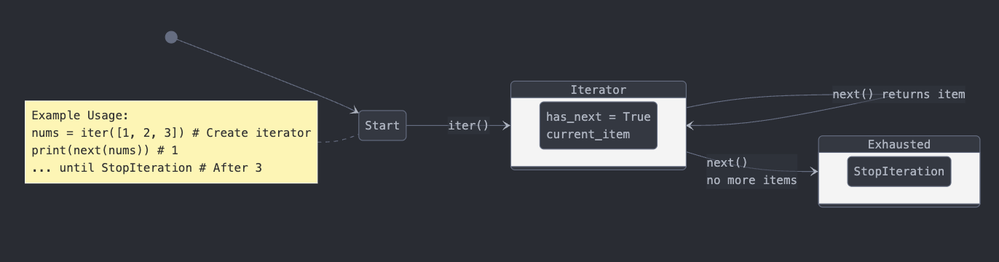 Example Usage:
nums = iter([1, 2, 3]) # Create iterator
print(next(nums)) # 1
... until StopIteration # After 3
Start
iter()
Iterator
has_next = True
current_item
next() returns item
next()
no more items
Exhausted
StopIteration